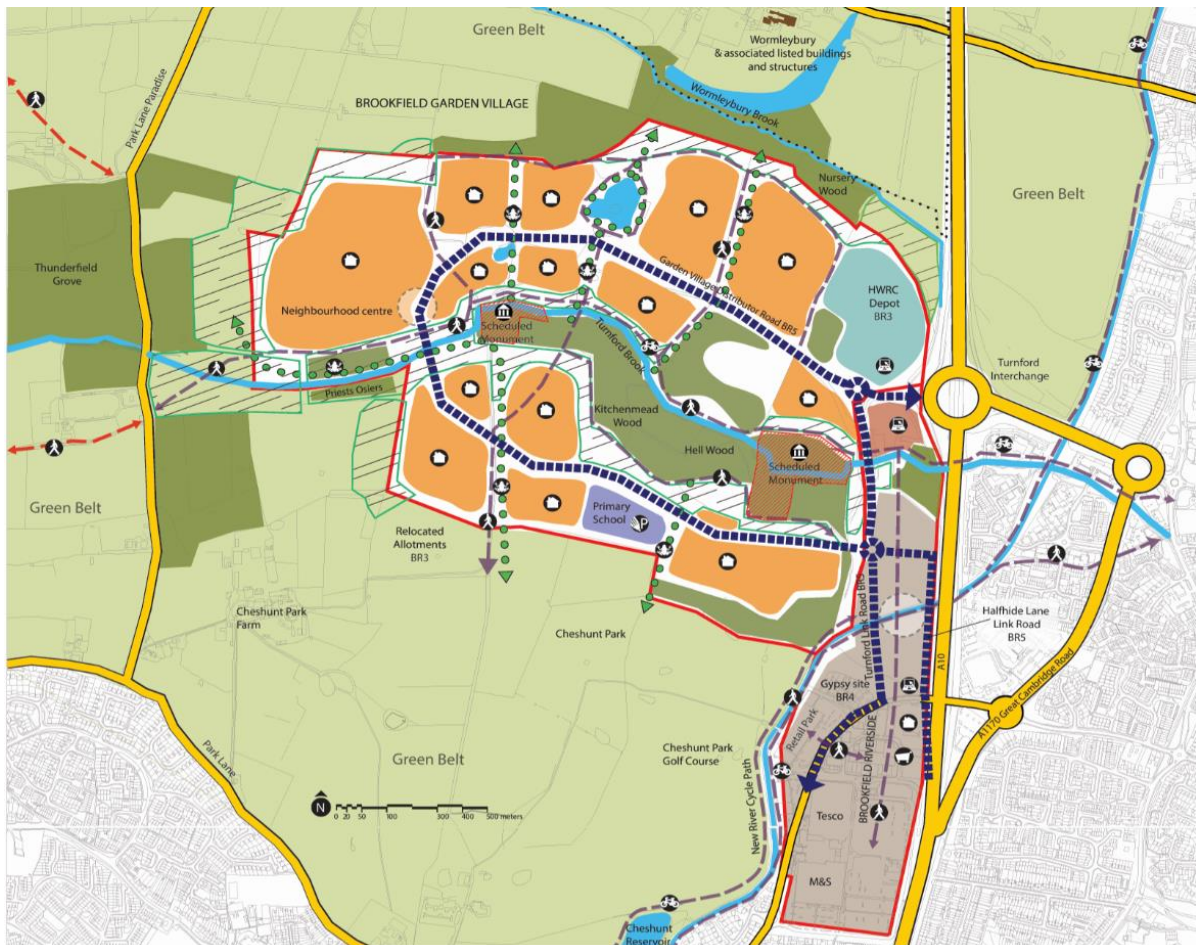 Green Belt
Wormleybury
& associated listed buildings
and structures
Park Lane Paradise
BROOKFIELD GARDEN VILLAGE
Wormleybury Brook
Nursery
Wood
Green Belt
Thunderfield
Grove
Garden Village Distributor Road BR5
HWRC
Depot
BR3
Neighbourhood centre
Scheduled
Monument
Turnford Brook
Turnford
Interchange
Priests Osiers
Kitchenmead
Wood
Hell Wood
Scheduled
Monument
Green Belt
Primary
School
P
Relocated
Allotments
BR3
Cheshunt Park
Farm
Cheshunt Park
Turnford Link Road BR5
Halfhide Lane
Link Road
BR5
A10
Gypsy site
BR4
A1170 Great Cambridge Road
Park Lane
Green Belt
Cheshunt Park
Golf Course
Retail Park
BROOKFIELD RIVERSIDE
New River Cycle Path
N
0 20 50 100 300 400 500 meters
Tesco
M&S
Cheshunt
Reservoir